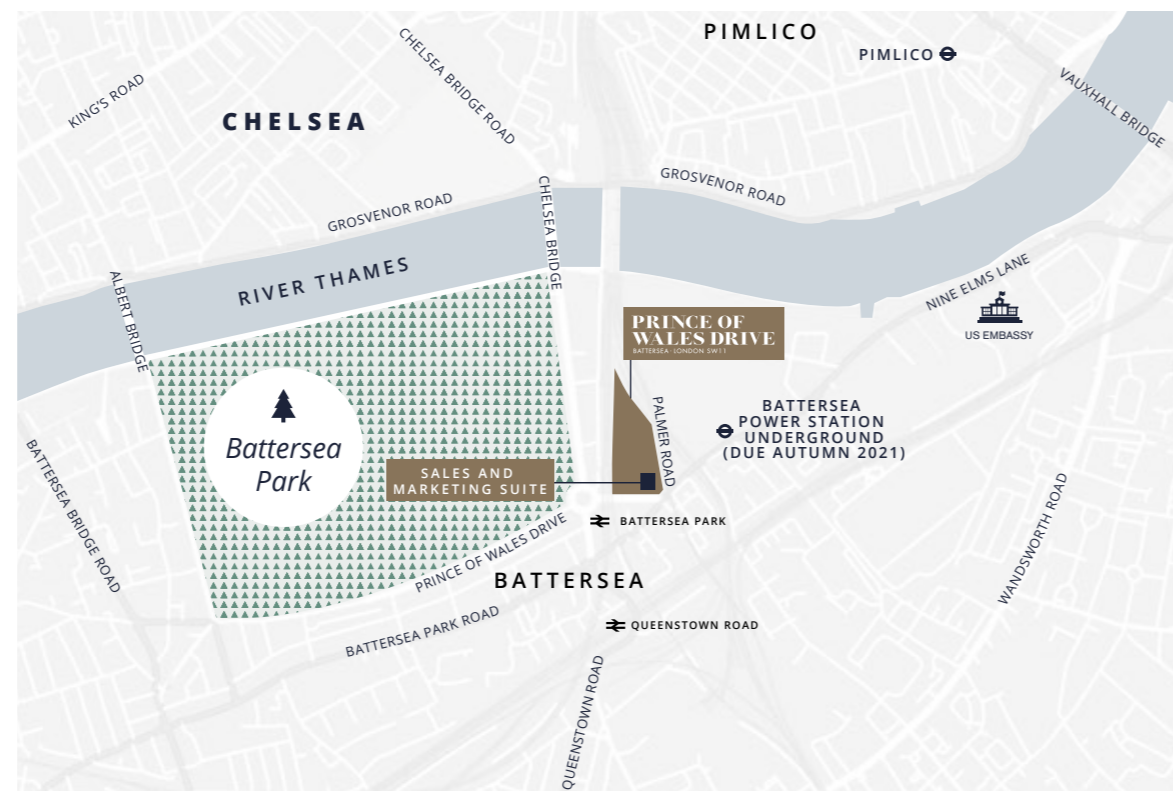 PIMLICO
PIMLICO
CHELSEA BRIDGE ROAD
VAUXHALL BRIDGE
KING'S ROAD
CHELSEA
GROSVENOR ROAD
GROSVENOR ROAD
CHELSEA BRIDGE
RIVER THAMES
ALBERT BRIDGE
NINE ELMS LANE
US EMBASSY
PRINCE OF
WALES DRIVE
BATTERSEA · LONDON SW11
PALMER ROAD
BATTERSEA
POWER STATION
UNDERGROUND
(DUE AUTUMN 2021)
Battersea
Park
SALES AND
MARKETING SUITE
BATTERSEA BRIDGE ROAD
WANDSWORTH ROAD
BATTERSEA PARK
PRINCE OF WALES DRIVE
BATTERSEA
BATTERSEA PARK ROAD
QUEENSTOWN ROAD
QUEENSTOWN ROAD